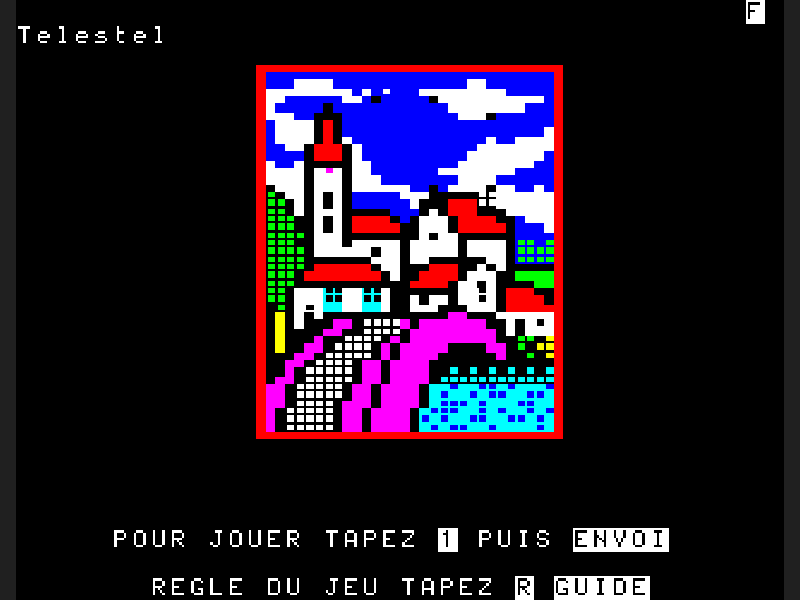 F
Telestel
POUR JOUER TAPEZ 1 PUIS ENVOI
REGLE DU JEU TAPEZ R GUIDE